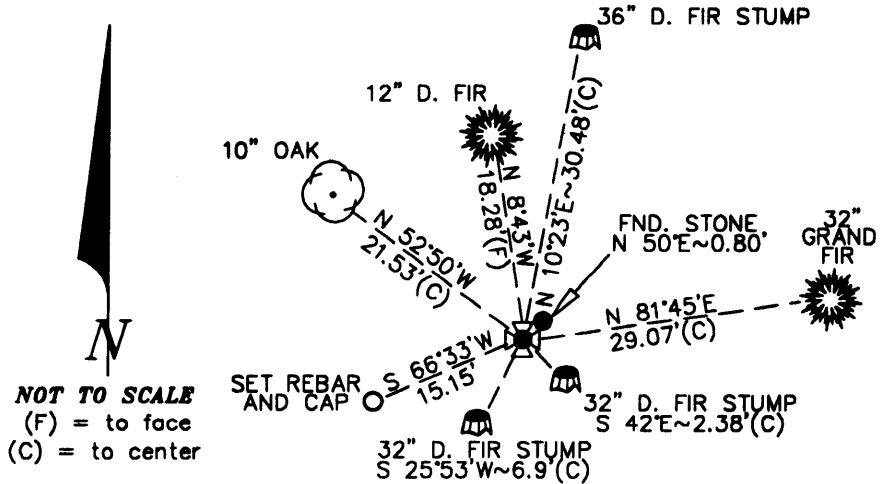 36" D. FIR STUMP
12" D. FIR
10" OAK
N 10°23'E~30.48'(C)
N 8°43'W
18.28'(F)
N 52°50'W
21.53'(C)
FND. STONE
N 50°E~0.80'
32"
GRAND
FIR
N 81°45'E
29.07'(C)
S 66°33'W
15.15'
SET REBAR
AND CAP
32" D. FIR STUMP
S 42°E~2.38'(C)
32" D. FIR STUMP
S 25°53'W~6.9'(C)
N
NOT TO SCALE
(F) = to face
(C) = to center